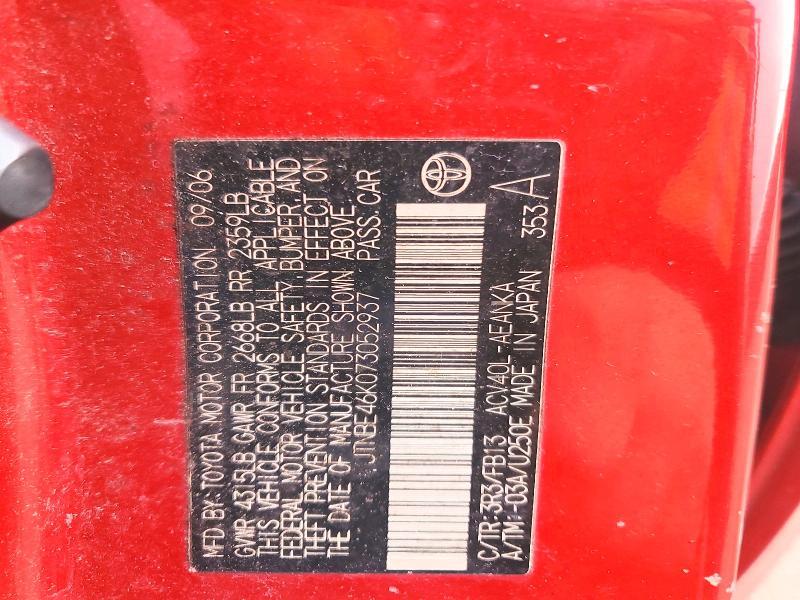 MFD. BY: TOYOTA MOTOR CORPORATION 09/06
GVWR 4315LB GAWR FR 2668LB RR 2359LB
THIS VEHICLE CONFORMS TO ALL APPLICABLE
FEDERAL MOTOR VEHICLE SAFETY, BUMPER, AND
THEFT PREVENTION STANDARDS IN EFFECT ON
THE DATE OF MANUFACTURE SHOWN ABOVE.
JTNBE46K073052937 PASS. CAR
C/TR: 3R3/FB13 ACV40L-AEANKA 353 A
A/TM: -03A/U250E MADE IN JAPAN